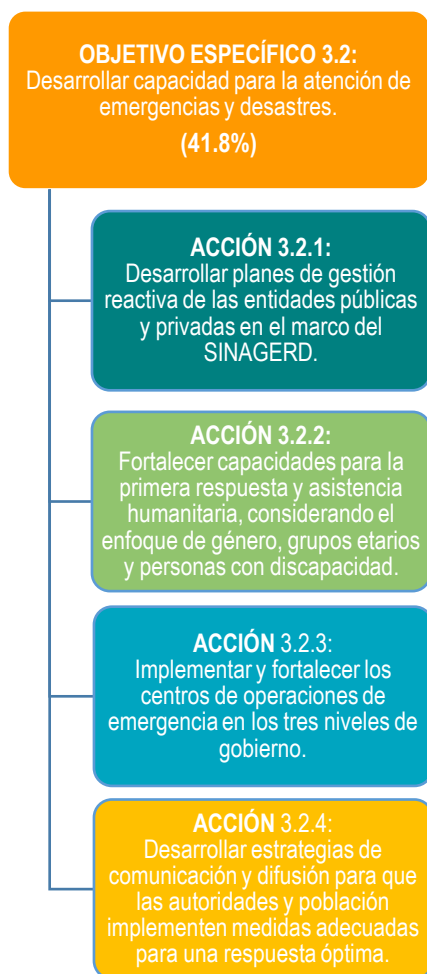 OBJETIVO ESPECÍFICO 3.2:
Desarrollar capacidad para la atención de
emergencias y desastres.
(41.8%)
ACCIÓN 3.2.1:
Desarrollar planes de gestión
reactiva de las entidades públicas
y privadas en el marco del
SINAGERD.
ACCIÓN 3.2.2:
Fortalecer capacidades para la
primera respuesta y asistencia
humanitaria, considerando el
enfoque de género, grupos etarios
y personas con discapacidad.
ACCIÓN 3.2.3:
Implementar y fortalecer los
centros de operaciones de
emergencia en los tres niveles de
gobierno.
ACCIÓN 3.2.4:
Desarrollar estrategias de
comunicación y difusión para que
las autoridades y población
implementen medidas adecuadas
para una respuesta óptima.